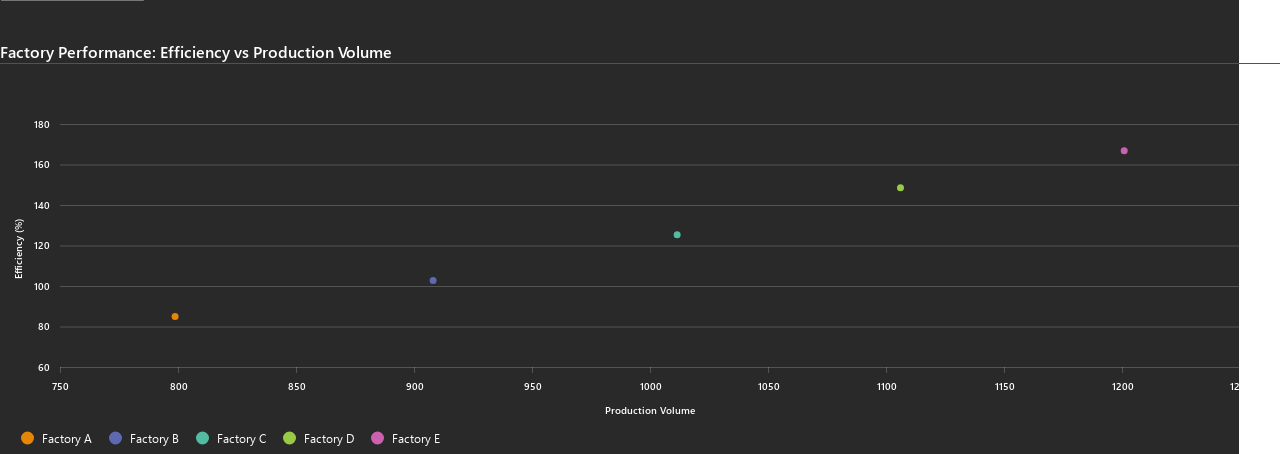 Factory Performance: Efficiency vs Production Volume
180
160
140
120
100
80
60
Efficiency (%)
750 800 850 900 950 1000 1050 1100 1150 1200 12
Production Volume
Factory A Factory B Factory C Factory D Factory E